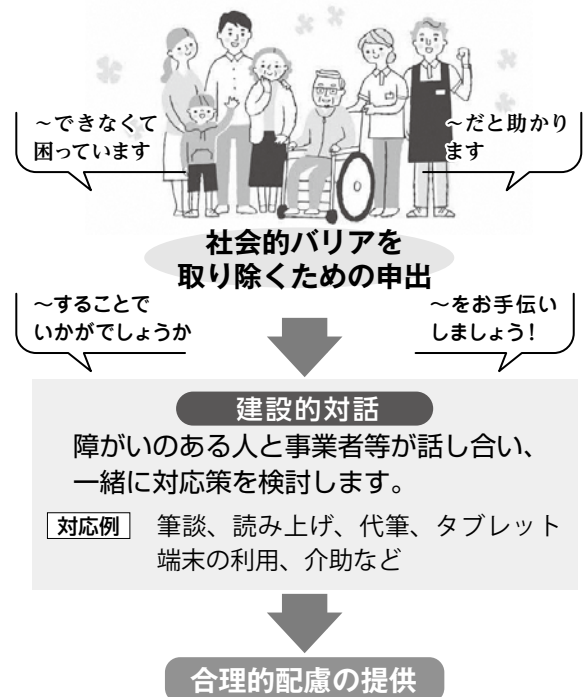 ～できなくて
困っています
～だと助かり
ます
社会的バリアを
取り除くための申出
～することで
いかがでしょうか
～をお手伝い
しましょう！
建設的対話
障がいのある人と事業者等が話し合い、
一緒に対応策を検討します。
対応例 筆談、読み上げ、代筆、タブレット
端末の利用、介助など
合理的配慮の提供